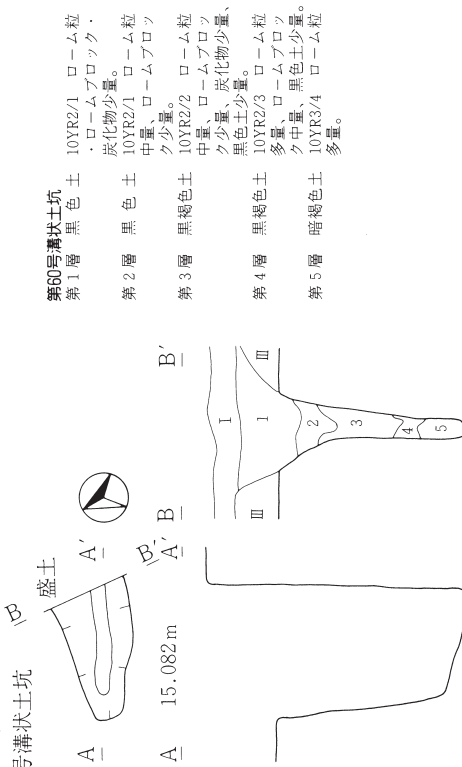 号溝状土坑
B
盛土
A
A′
B′
A
15.082m
A′
B
B′
I
III
III
1
2
3
4
5
第60号溝状土坑
第1層 黒色土 10YR2/1 ローム粒
・ロームブロック・
炭化物少量。
第2層 黒色土 10YR2/1 ローム粒
中量、ロームブロッ
ク少量。
第3層 黒褐色土 10YR2/2 ローム粒
中量、ロームブロッ
ク少量、炭化物少量、
黒色土少量。
第4層 黒褐色土 10YR2/3 ローム粒
多量、ロームブロッ
ク中量、黒色土少量。
第5層 暗褐色土 10YR3/4 ローム粒
多量。